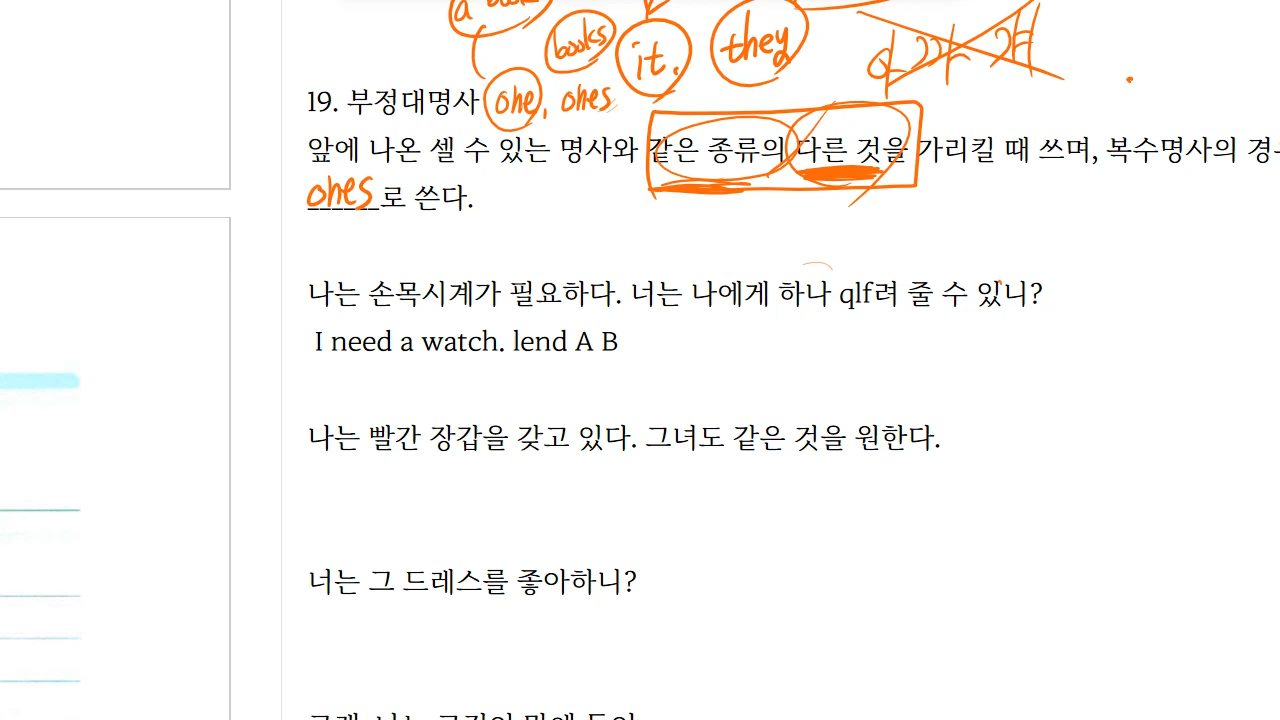 a book
books it. they
19. 부정대명사 one, ones
앞에 나온 셀 수 있는 명사와 같은 종류의 다른 것을 가리킬 때 쓰며, 복수명사의
ones로 쓴다.
나는 손목시계가 필요하다. 너는 나에게 하나 qlf려 줄 수 있니?
I need a watch. lend A B
나는 빨간 장갑을 갖고 있다. 그녀도 같은 것을 원한다.
너는 그 드레스를 좋아하니?